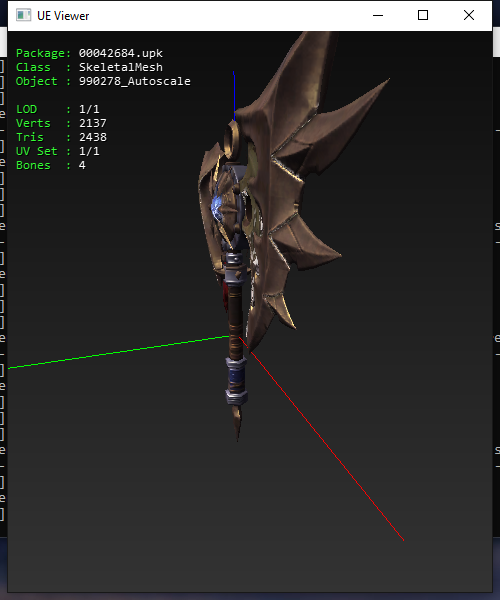 UE Viewer
Package: 00042684.upk
Class : SkeletalMesh
Object : 990278_Autoscale
LOD : 1/1
Verts : 2137
Tris : 2438
UV Set : 1/1
Bones : 4